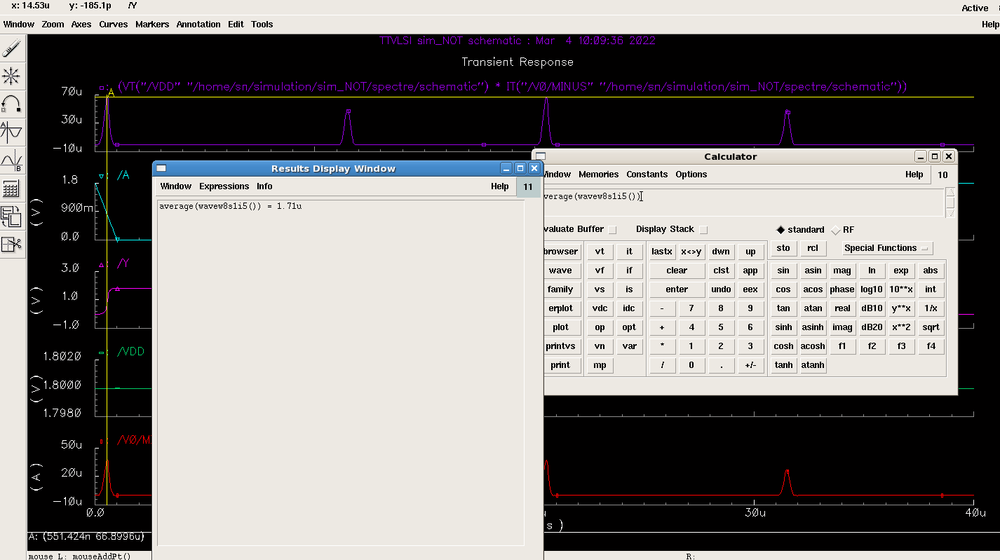 x: 14.53u y: -185.1p /Y
Active
Window Zoom Axes Curves Markers Annotation Edit Tools
Help
TTVLSI sim_NOT schematic : Mar 4 10:09:36 2022
Transient Response
(VT("/VDD" "/home/sn/simulation/sim_NOT/spectre/schematic") * IT("/V0/MINUS" "/home/sn/simulation/sim_NOT/spectre/schematic"))
A
70u
30u
-10u
/A
1.8
900m
0.0
(V)
/Y
3.0
1.0
-1.0
(V)
/VDD
1.8020
1.8000
1.7980
(V)
50u
20u
-10u
(A)
0.0
30u
40u
s )
A: (551.424n 66.8996u)
mouse L: mouseAddPt()
R:
B
Results Display Window
Window Expressions Info
Help 11
average(wavew8s1i5()) = 1.71u
Calculator
Memories Constants Options
Help 10
Display Stack
standard RF
browser vt it lastx x<>y dwn up sto rcl Special Functions
wave vf if clear clst app sin asin mag ln exp abs
family vs is enter undo eex cos acos phase log10 10**x int
vdc idc - 7 8 9 tan atan real dB10 y**x 1/x
plot op opt + 4 5 6 sinh asinh imag dB20 x**2 sqrt
printvs vn var * 1 2 3 cosh acosh f1 f2 f3 f4
print mp / 0 . +/- tanh atanh